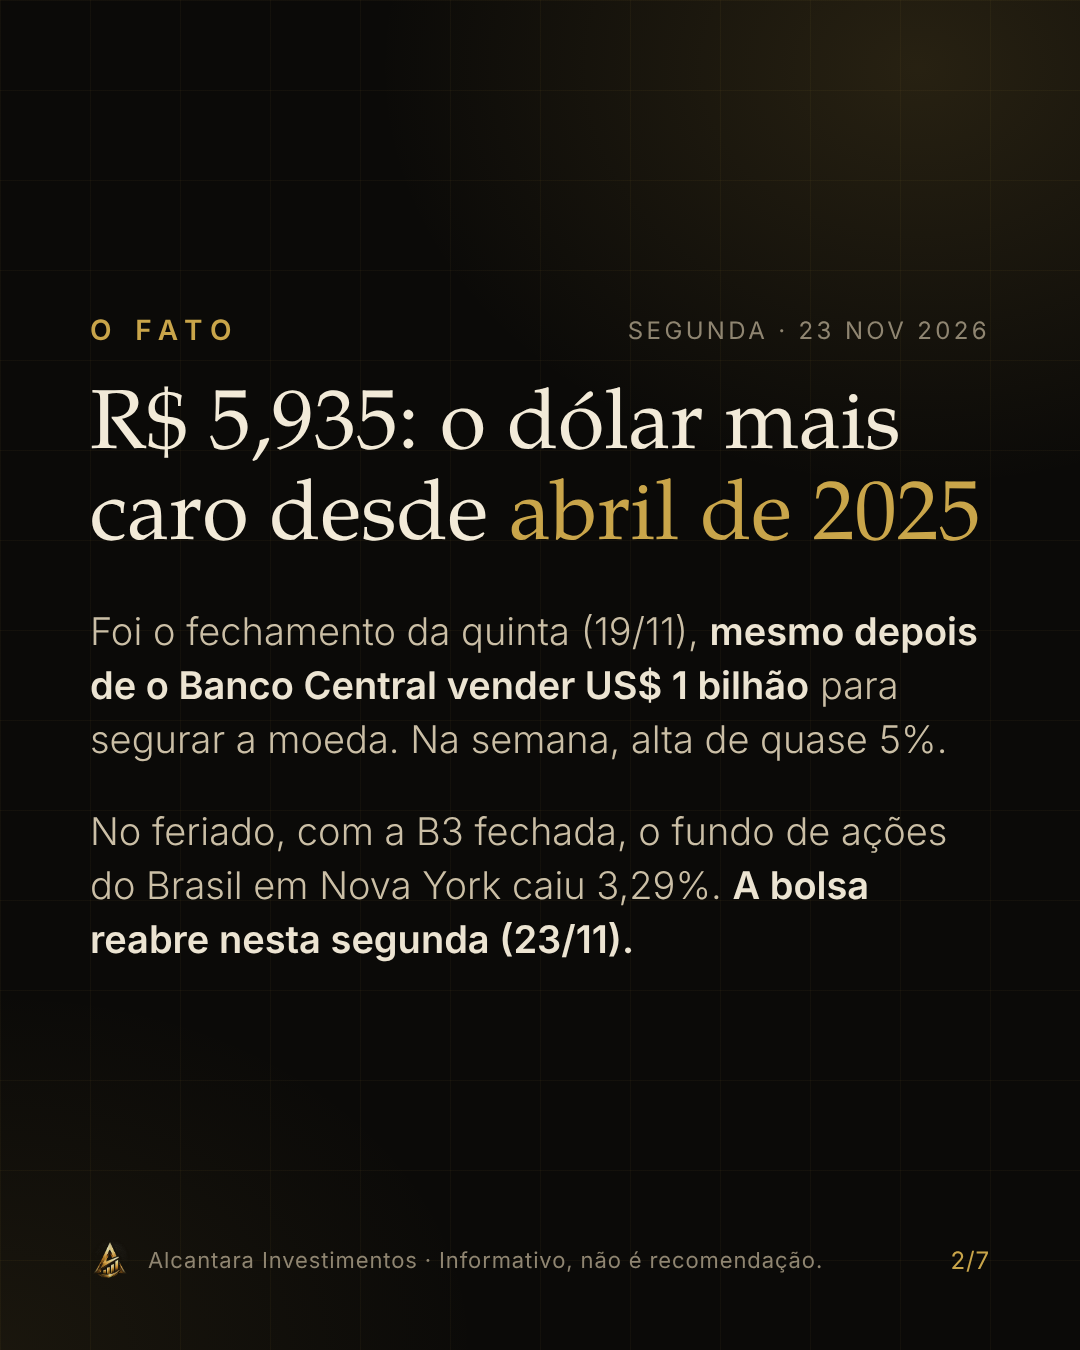 O FATO
SEGUNDA · 23 NOV 2026
R$ 5,935: o dólar mais
caro desde abril de 2025
Foi o fechamento da quinta (19/11), mesmo depois
de o Banco Central vender US$ 1 bilhão para
segurar a moeda. Na semana, alta de quase 5%.
No feriado, com a B3 fechada, o fundo de ações
do Brasil em Nova York caiu 3,29%. A bolsa
reabre nesta segunda (23/11).
Alcantara Investimentos · Informativo, não é recomendação.
2/7